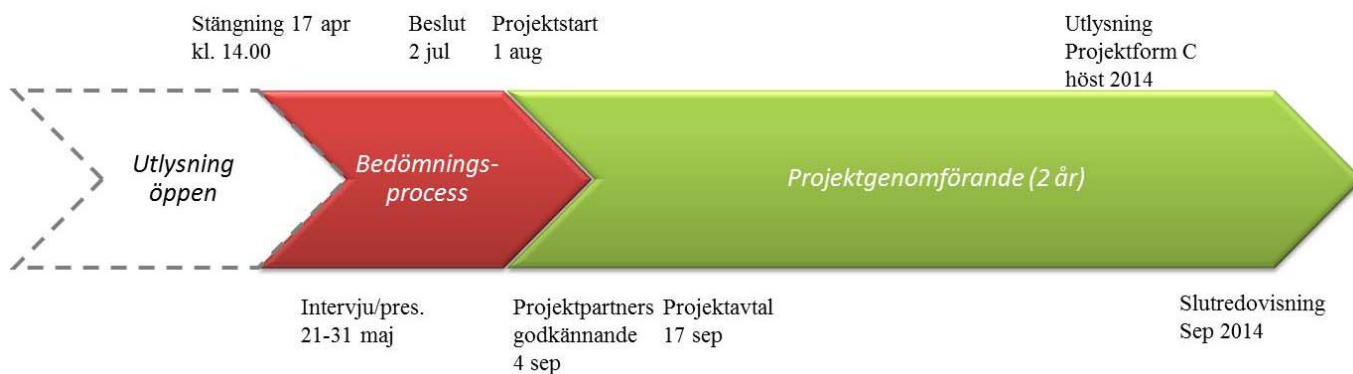 Stängning 17 apr
kl. 14.00
Beslut
2 jul
Projektstart
1 aug
Utlysning
Projektform C
höst 2014
Utlysning
öppen
Bedömnings-
process
Projektgenomförande (2 år)
Intervju/pres.
21-31 maj
Projektpartners
godkännande
4 sep
Projektavtal
17 sep
Slutredovisning
Sep 2014